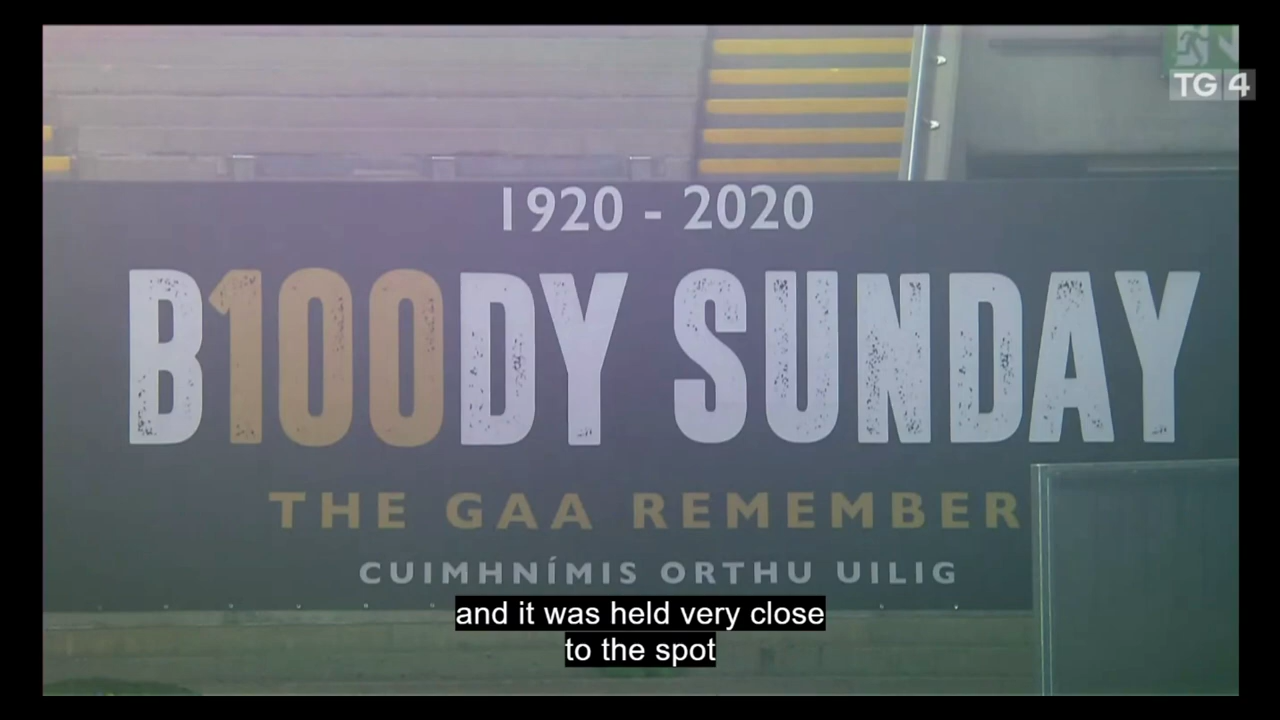 TG4
1920 - 2020
B100DY SUNDAY
THE GAA REMEMBER
CUIMHNÍMIS ORTHU UILIG
and it was held very close
to the spot